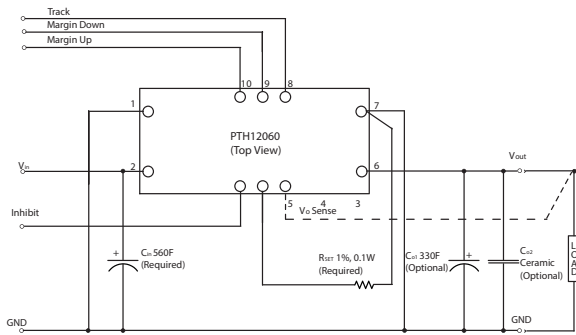 Track
Margin Down
Margin Up
10 9 8
1
7
PTH12060
(Top View)
Vin
2
6
Vout
5 4 3
Vo Sense
Inhibit
+
Cin 560F
(Required)
RSET 1%, 0.1W
(Required)
Co1 330F
(Optional)
+
Co2
Ceramic
(Optional)
LOAD
GND
GND